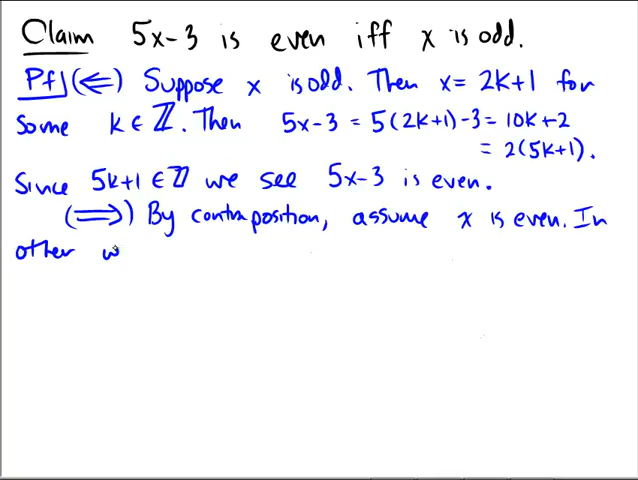 Claim 5x-3 is even iff x is odd.
Pf) (⇐) Suppose x is odd. Then x = 2k+1 for
some k ∈ ℤ. Then 5x-3 = 5(2k+1)-3 = 10k+2
= 2(5k+1).
Since 5k+1 ∈ ℤ we see 5x-3 is even.
(⇒) By contraposition, assume x is even. In
other w